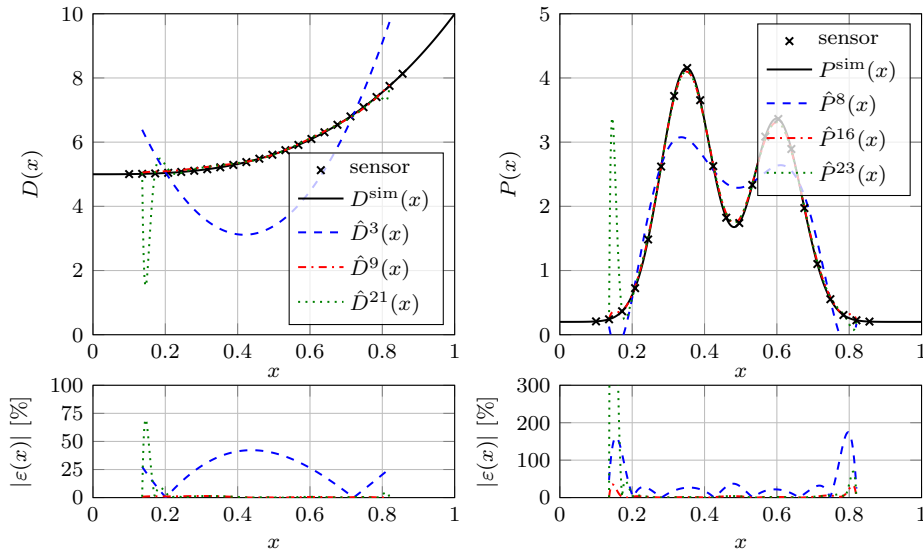 10
8
6
4
2
0
D(x)
sensor
D^sim(x)
D̂^3(x)
D̂^9(x)
D̂^21(x)
0 0.2 0.4 0.6 0.8 1
x
5
4
3
2
1
0
P(x)
sensor
P^sim(x)
P̂^8(x)
P̂^16(x)
P̂^23(x)
0 0.2 0.4 0.6 0.8 1
x
100
75
50
25
0
|ε(x)| [%]
0 0.2 0.4 0.6 0.8 1
x
300
200
100
0
|ε(x)| [%]
0 0.2 0.4 0.6 0.8 1
x